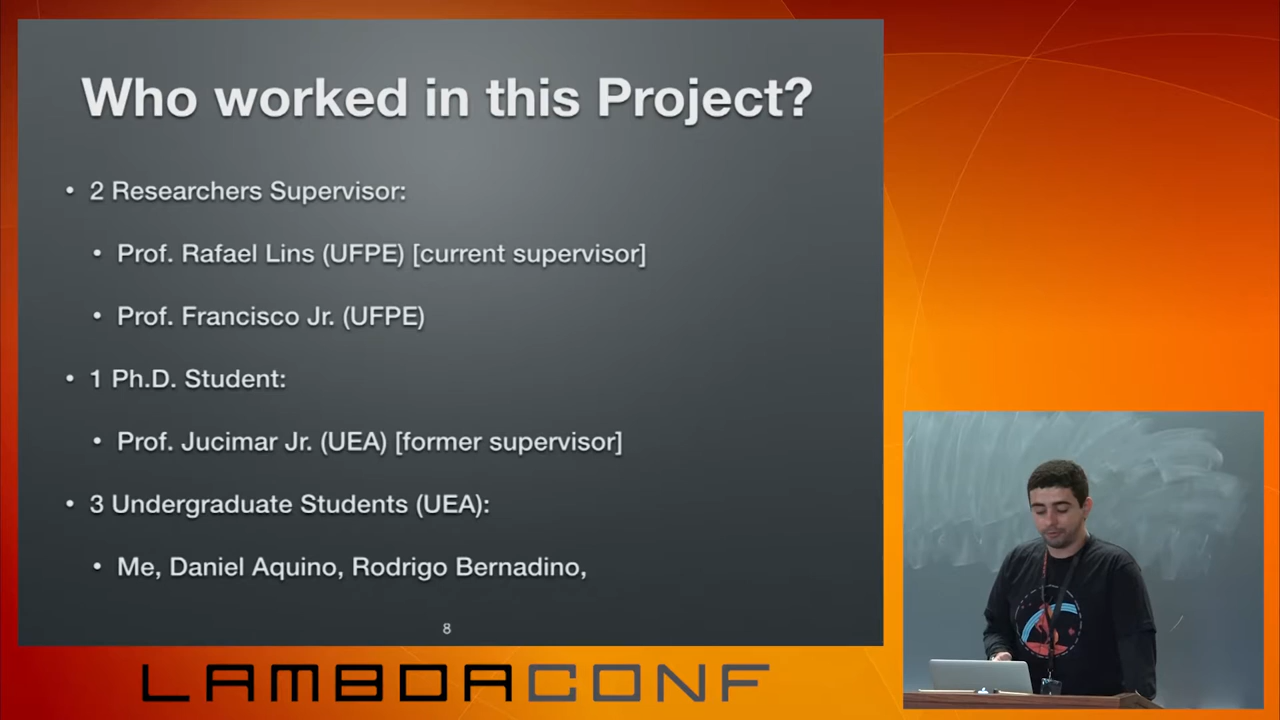 Who worked in this Project?
• 2 Researchers Supervisor:
• Prof. Rafael Lins (UFPE) [current supervisor]
• Prof. Francisco Jr. (UFPE)
• 1 Ph.D. Student:
• Prof. Jucimar Jr. (UEA) [former supervisor]
• 3 Undergraduate Students (UEA):
• Me, Daniel Aquino, Rodrigo Bernadino,
8
LAMBDACONF